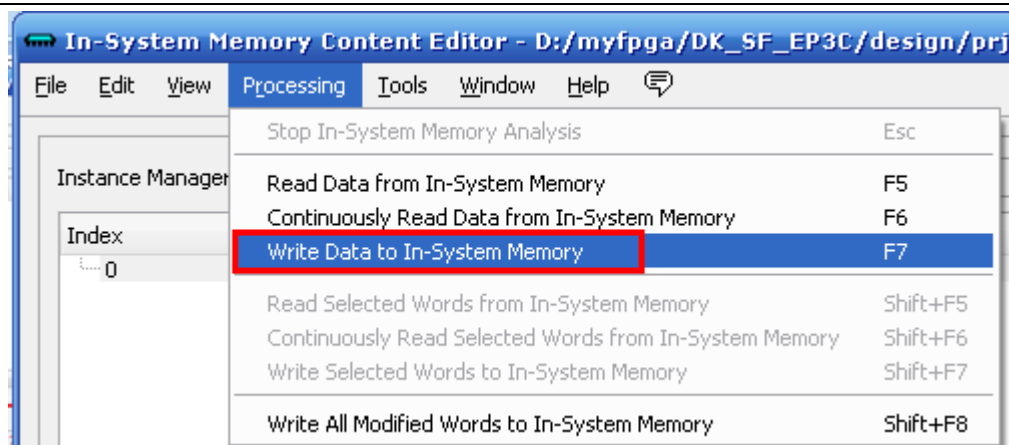 In-System Memory Content Editor - D:/myfpga/DK_SF_EP3C/design/prj
File Edit View Processing Tools Window Help
Stop In-System Memory Analysis Esc
Instance Manager
Read Data from In-System Memory F5
Continuously Read Data from In-System Memory F6
Index
Write Data to In-System Memory F7
0
Read Selected Words from In-System Memory Shift+F5
Continuously Read Selected Words from In-System Memory Shift+F6
Write Selected Words to In-System Memory Shift+F7
Write All Modified Words to In-System Memory Shift+F8